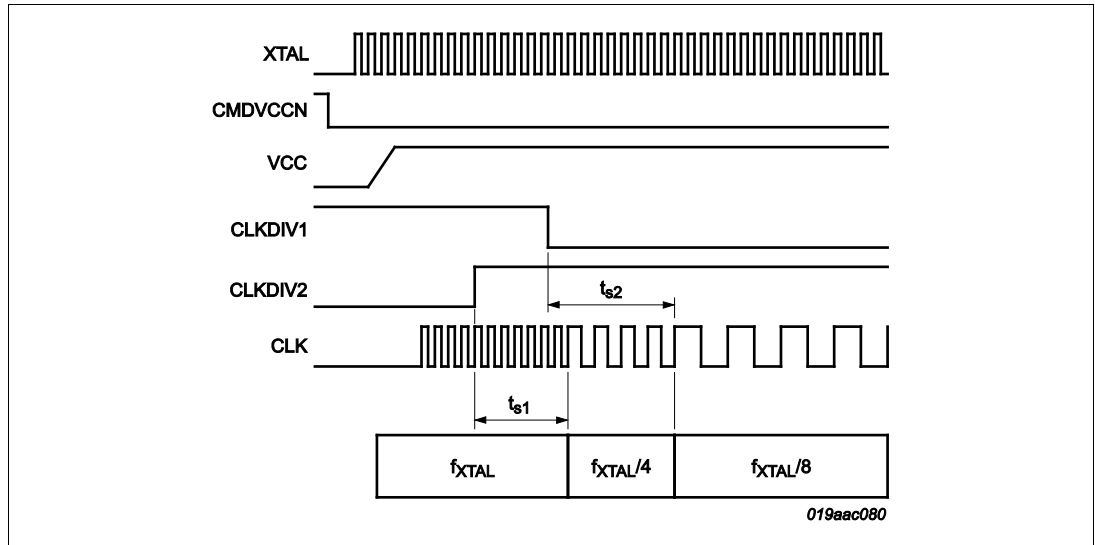 XTAL
CMDVCCN
VCC
CLKDIV1
CLKDIV2
ts2
CLK
ts1
fXTAL
fXTAL/4
fXTAL/8
019aac080